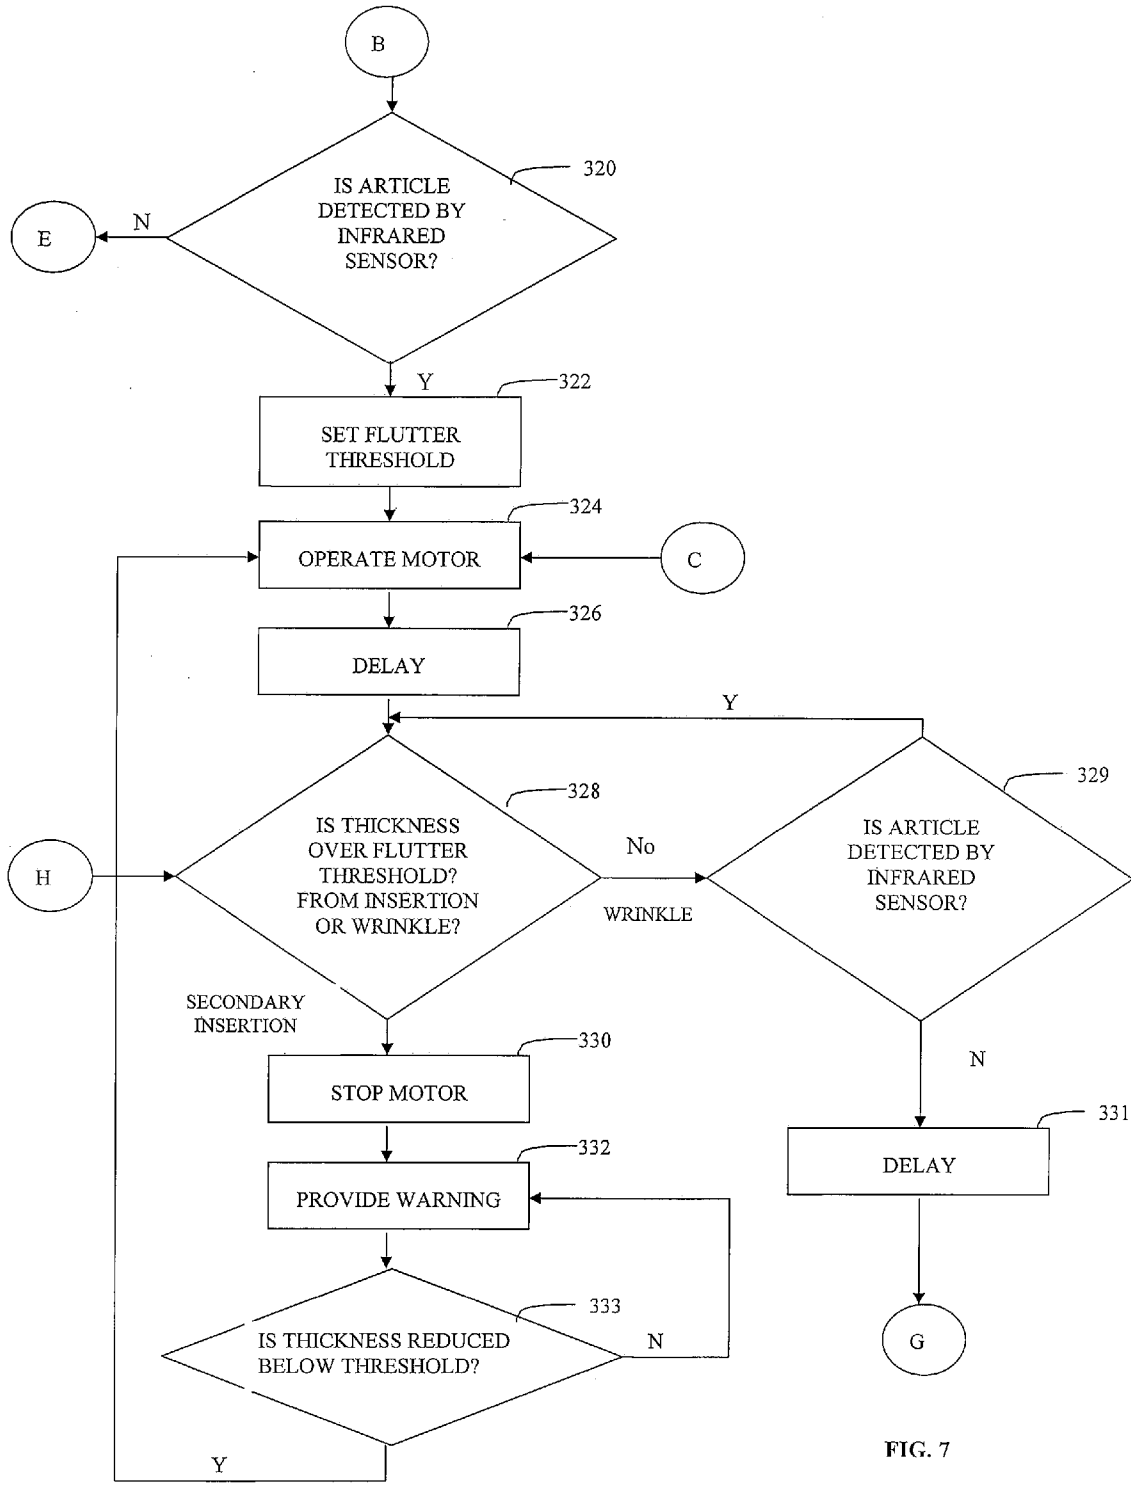 B
320
IS ARTICLE
DETECTED BY
INFRARED
SENSOR?
N
E
Y
322
SET FLUTTER
THRESHOLD
324
OPERATE MOTOR
C
326
DELAY
Y
328
329
IS THICKNESS
OVER FLUTTER
THRESHOLD?
FROM INSERTION
OR WRINKLE?
H
No
WRINKLE
IS ARTICLE
DETECTED BY
INFRARED
SENSOR?
SECONDARY
INSERTION
330
STOP MOTOR
N
331
DELAY
332
PROVIDE WARNING
333
IS THICKNESS REDUCED
BELOW THRESHOLD?
N
G
Y
FIG. 7